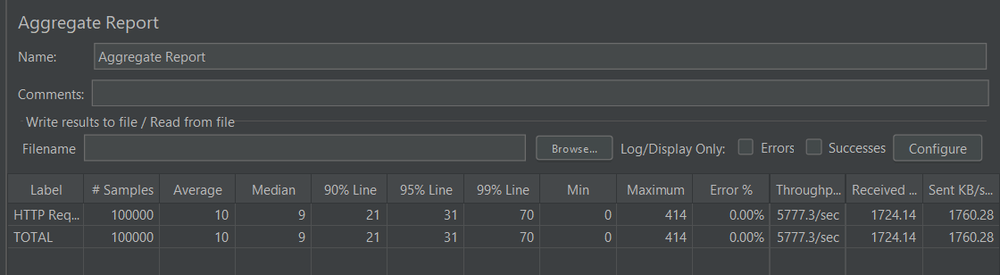 Aggregate Report
Name: Aggregate Report
Comments:
Write results to file / Read from file
Filename Browse... Log/Display Only: Errors Successes Configure
Label # Samples Average Median 90% Line 95% Line 99% Line Min Maximum Error % Throughp... Received ... Sent KB/s...
HTTP Req... 100000 10 9 21 31 70 0 414 0.00% 5777.3/sec 1724.14 1760.28
TOTAL 100000 10 9 21 31 70 0 414 0.00% 5777.3/sec 1724.14 1760.28